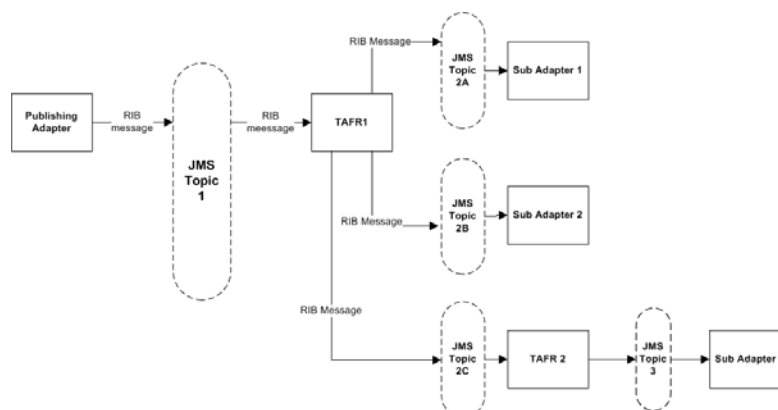 RIB Message
JMS
Topic
2A
Sub Adapter 1
Publishing
Adapter
RIB
message
RIB
meessage
TAFR1
JMS
Topic
1
RIB Message
JMS
Topic
2B
Sub Adapter 2
RIB Message
JMS
Topic
2C
TAFR 2
JMS
Topic
3
Sub Adapter